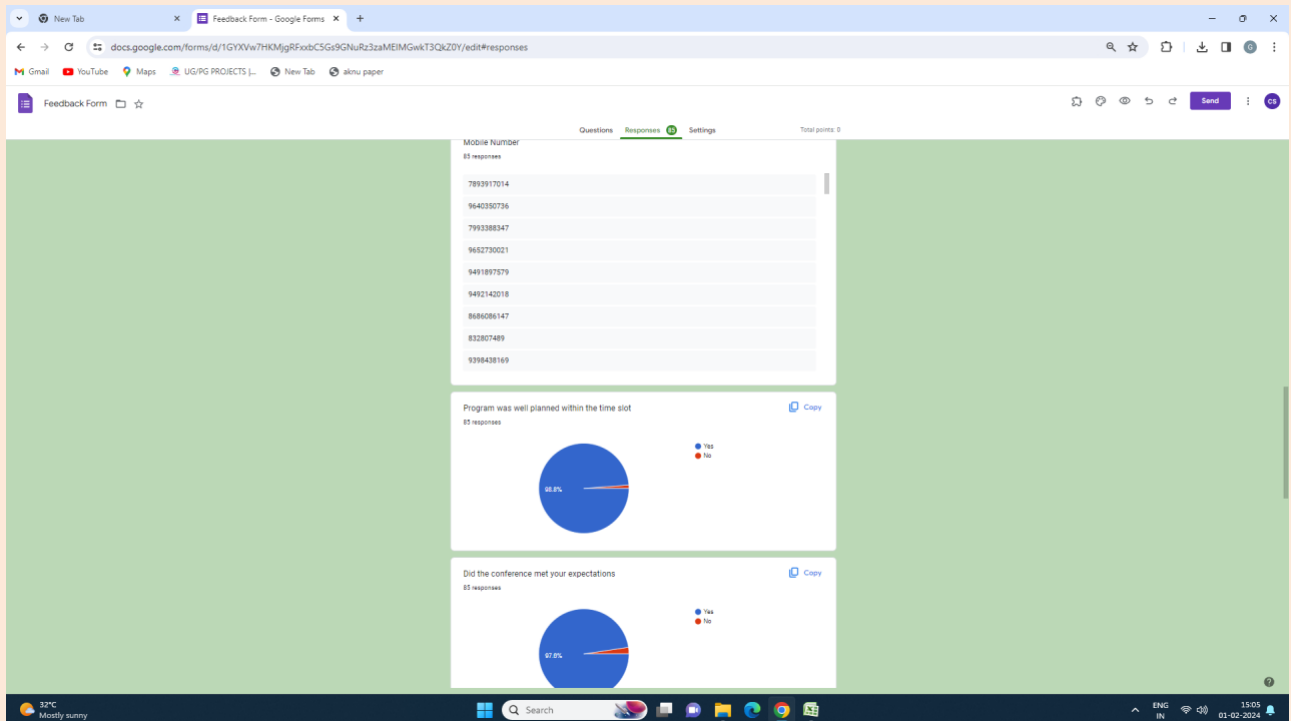 New Tab
Feedback Form - Google Forms
docs.google.com/forms/d/1GYXVw7HKMjgRFxxbC5Gs9GNuRz3zaMEIMGwkT3QkZ0Y/edit#responses
G
Gmail YouTube Maps UG/PG PROJECTS |... New Tab aknu paper
Feedback Form
Send
CS
Questions Responses 85 Settings Total points: 0
Mobile Number
85 responses
7893917014
9640350736
7993388347
9652730021
9491897579
9492142018
8686086147
832807489
9398438169
Program was well planned within the time slot
Copy
85 responses
Yes
No
98.8%
Did the conference met your expectations
Copy
85 responses
Yes
No
97.6%
32°C
Mostly sunny
Search
ENG
IN
15:05
01-02-2024